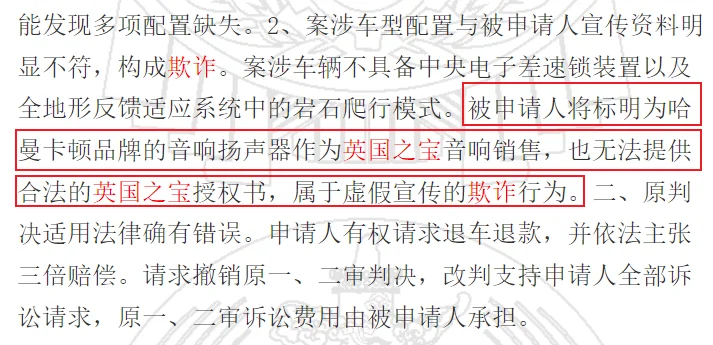 能发现多项配置缺失。2、案涉车型配置与被申请人宣传资料明
显不符，构成欺诈。案涉车辆不具备中央电子差速锁装置以及
全地形反馈适应系统中的岩石爬行模式。被申请人将标明为哈
曼卡顿品牌的音响扬声器作为英国之宝音响销售，也无法提供
合法的英国之宝授权书，属于虚假宣传的欺诈行为。二、原判
决适用法律确有错误。申请人有权请求退车退款，并依法主张
三倍赔偿。请求撤销原一、二审判决，改判支持申请人全部诉
讼请求，原一、二审诉讼费用由被申请人承担。